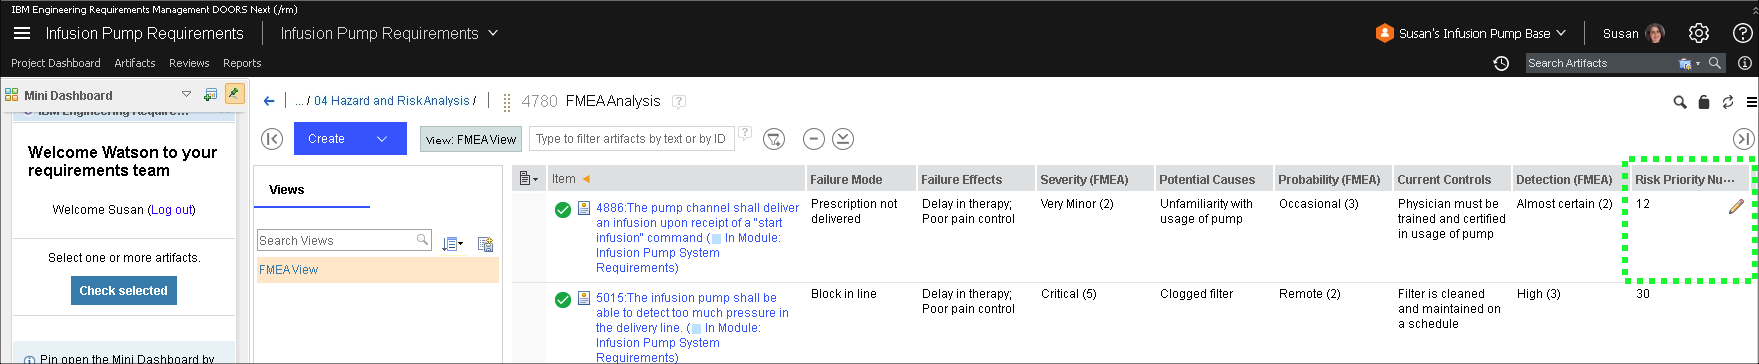 IBM Engineering Requirements Management DOORS Next (/rm)
Infusion Pump Requirements
Infusion Pump Requirements
Susan's Infusion Pump Base
Susan
Project Dashboard
Artifacts
Reviews
Reports
Search Artifacts
Mini Dashboard
IBM Engineering Require...
Welcome Watson to your
requirements team
Welcome Susan (Log out)
Select one or more artifacts.
Check selected
Pin open the Mini Dashboard by
... / 04 Hazard and Risk Analysis /
4780 FMEA Analysis
Create
View: FMEA View
Type to filter artifacts by text or by ID
Views
Search Views
FMEA View
Item
Failure Mode
Failure Effects
Severity (FMEA)
Potential Causes
Probability (FMEA)
Current Controls
Detection (FMEA)
Risk Priority Nu...
4886:The pump channel shall deliver
an infusion upon receipt of a "start
infusion" command ( In Module:
Infusion Pump System
Requirements)
Prescription not
delivered
Delay in therapy;
Poor pain control
Very Minor (2)
Unfamiliarity with
usage of pump
Occasional (3)
Physician must be
trained and certified
in usage of pump
Almost certain (2)
12
5015:The infusion pump shall be
able to detect too much pressure in
the delivery line. ( In Module:
Infusion Pump System
Requirements)
Block in line
Delay in therapy;
Poor pain control
Critical (5)
Clogged filter
Remote (2)
Filter is cleaned
and maintained on
a schedule
High (3)
30